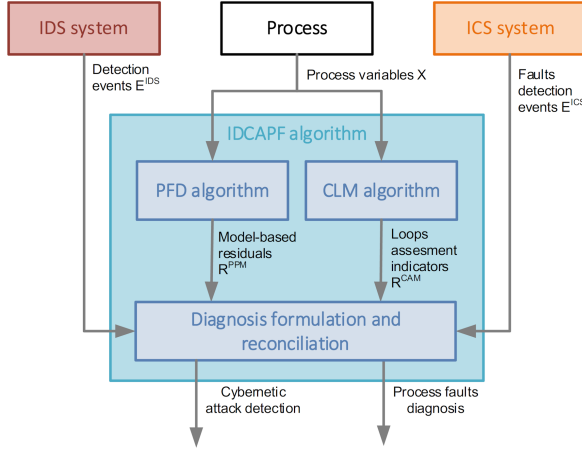 IDS system
Process
ICS system
Detection
events E^IDS
Process variables X
Faults
detection
events E^ICS
IDCAPF algorithm
PFD algorithm
CLM algorithm
Model-based
residuals
R^PPM
Loops
assesment
indicators
R^CAM
Diagnosis formulation and
reconciliation
Cybernetic
attack detection
Process faults
diagnosis